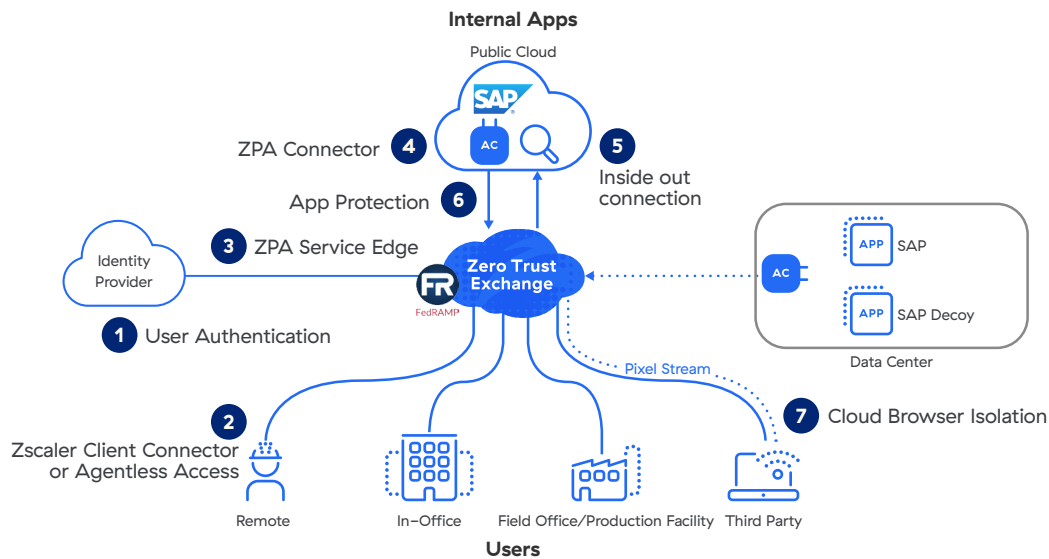 Internal Apps
Public Cloud
SAP
®
AC
ZPA Connector
4
5
Inside out
connection
App Protection
6
3
ZPA Service Edge
Identity
Provider
Zero Trust
Exchange
FR
FedRAMP
AC
APP
SAP
APP
SAP Decoy
Data Center
1
User Authentication
Pixel Stream
7
Cloud Browser Isolation
2
Zscaler Client Connector
or Agentless Access
Remote
In-Office
Field Office/Production Facility
Third Party
Users